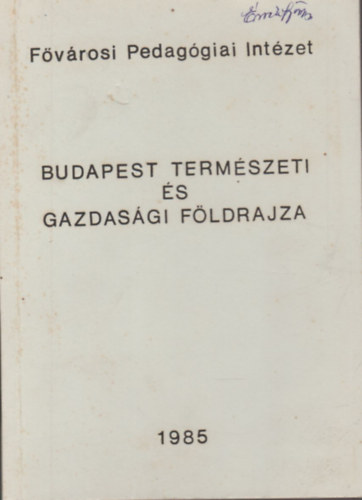 Fővárosi Pedagógiai Intézet
BUDAPEST TERMÉSZETI
ÉS
GAZDASÁGI FÖLDRAJZA
1985